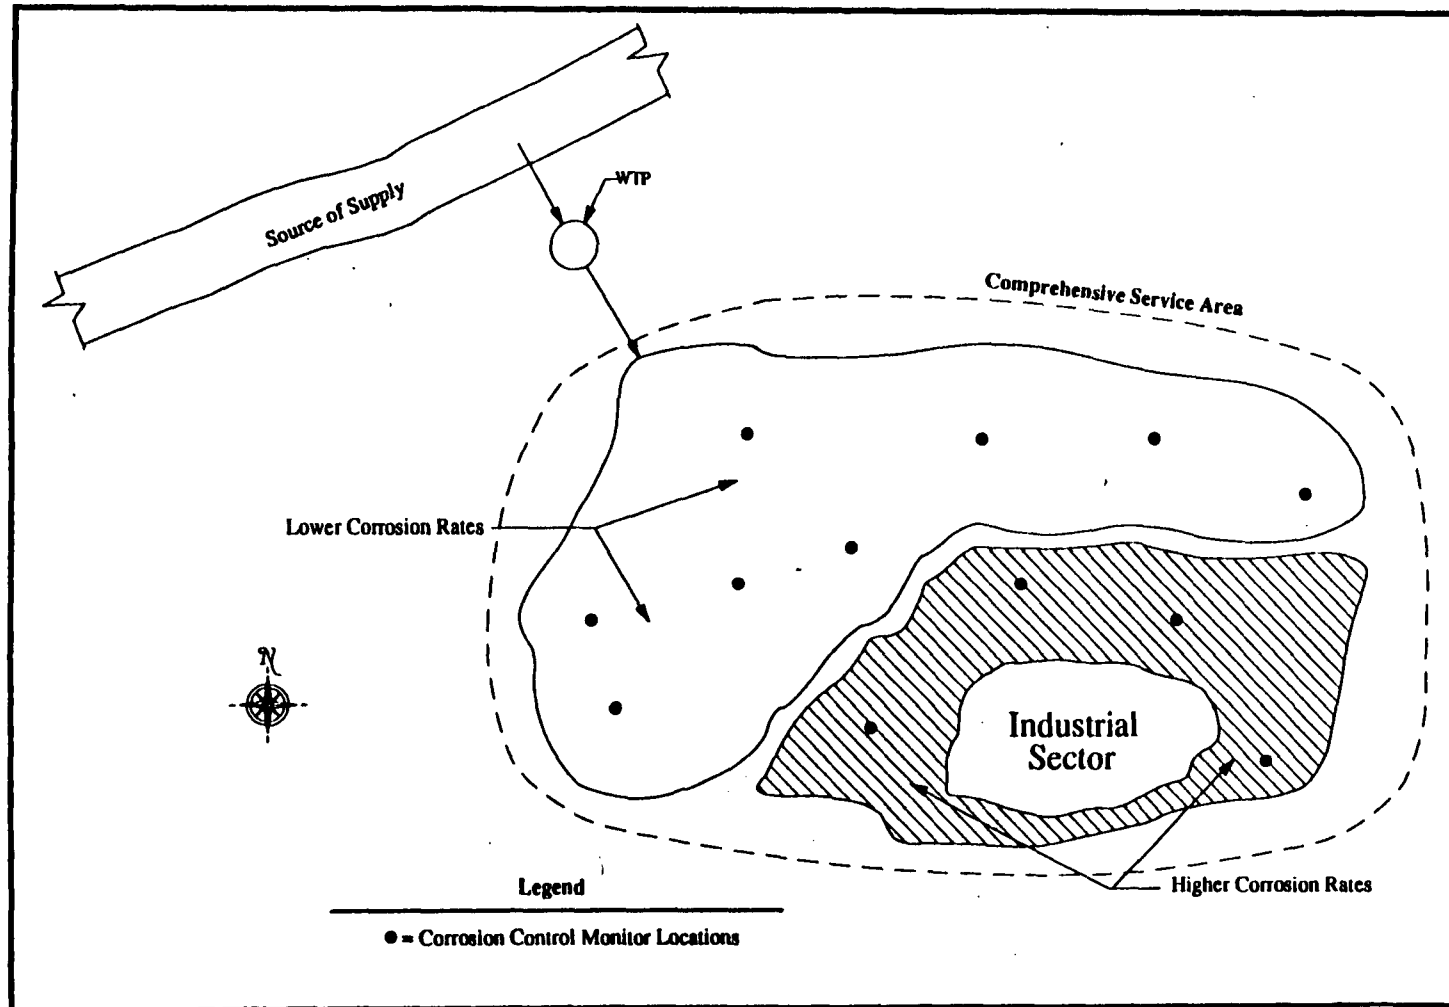 WTP
Source of Supply
Comprehensive Service Area
Lower Corrosion Rates
N
Industrial
Sector
Higher Corrosion Rates
Legend
● = Corrosion Control Monitor Locations